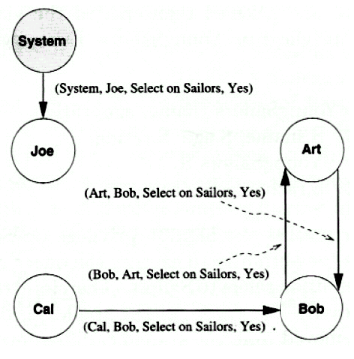 System
(System, Joe, Select on Sailors, Yes)
Joe
Art
(Art, Bob, Select on Sailors, Yes)
(Bob, Art, Select on Sailors, Yes)
Cal
Bob
(Cal, Bob, Select on Sailors, Yes)